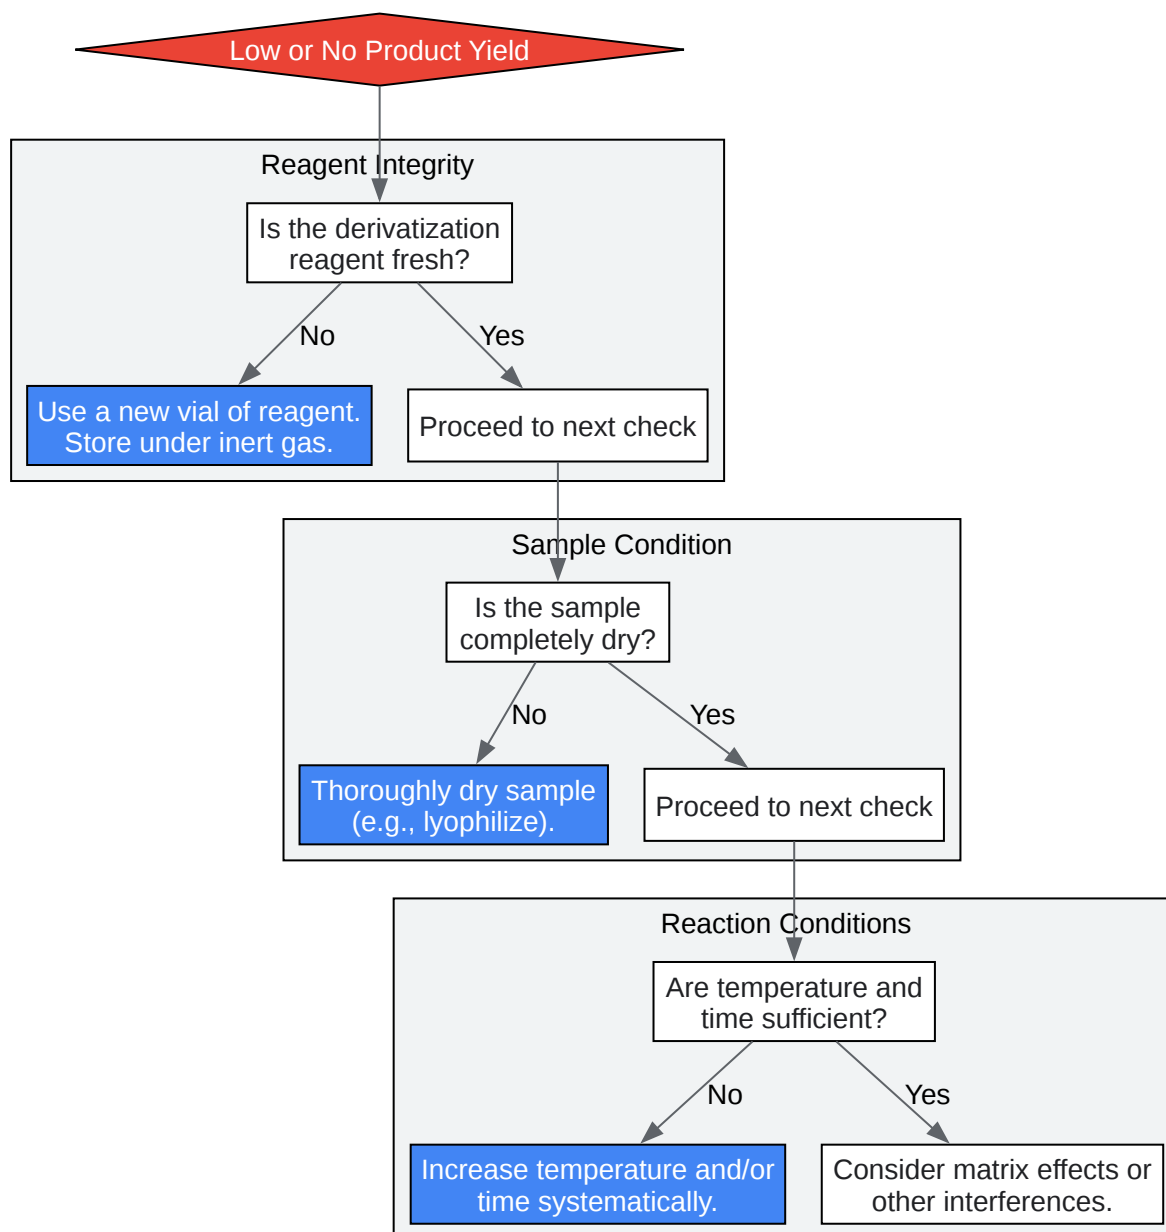 Low or No Product Yield
Reagent Integrity
Is the derivatization
reagent fresh?
No
Yes
Use a new vial of reagent.
Store under inert gas.
Proceed to next check
Sample Condition
Is the sample
completely dry?
No
Yes
Thoroughly dry sample
(e.g., lyophilize).
Proceed to next check
Reaction Conditions
Are temperature and
time sufficient?
No
Yes
Increase temperature and/or
time systematically.
Consider matrix effects or
other interferences.